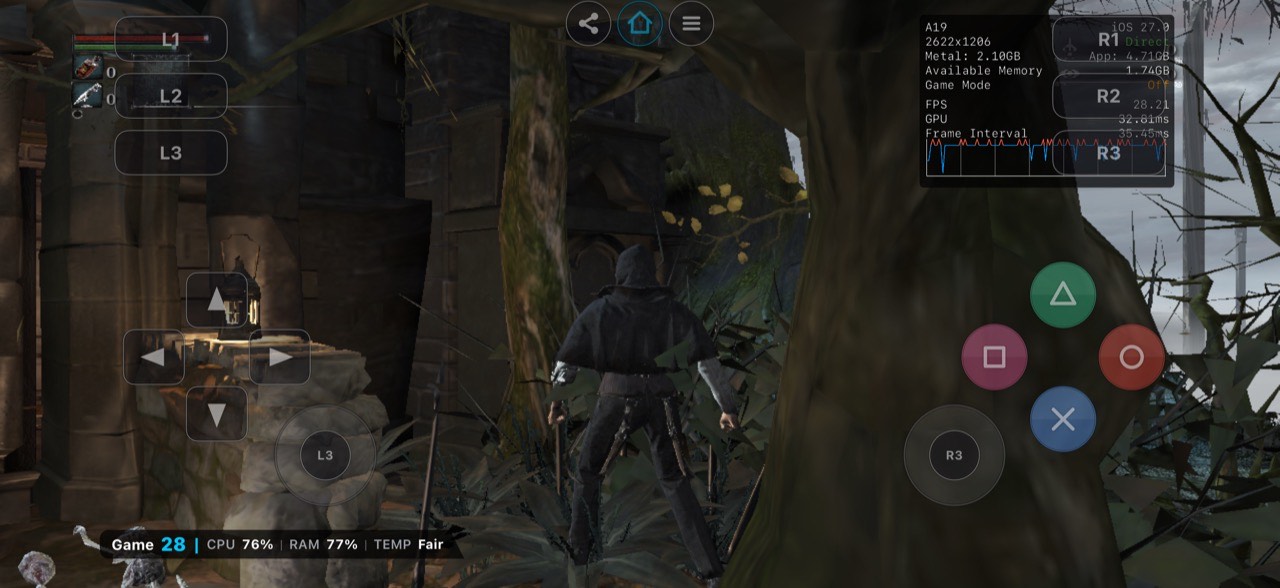 L1
0
L2
0
L3
A19 iOS 27.0
2622x1206 Direct
Metal: 2.10GB App: 4.71GB
Available Memory 1.74GB
Game Mode Off
FPS 28.21
GPU 32.81ms
Frame Interval 35.45ms
R1
R2
R3
L3
R3
Game 28 | CPU 76% | RAM 77% | TEMP Fair